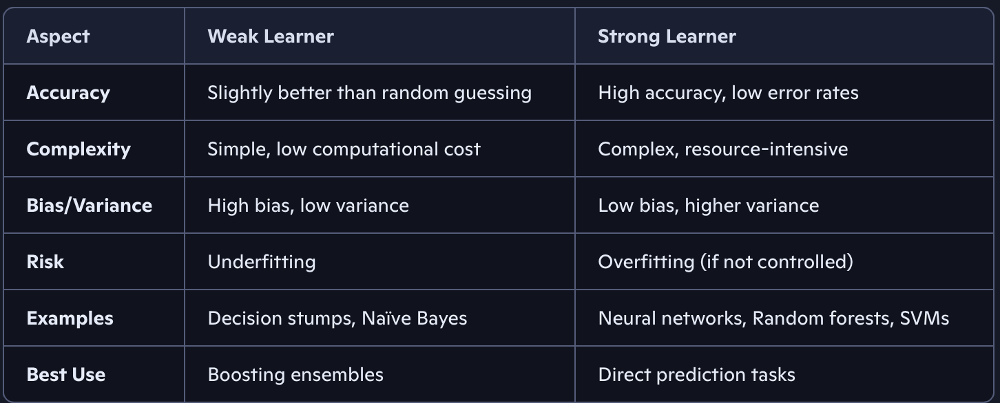 Aspect Weak Learner Strong Learner
Accuracy Slightly better than random guessing High accuracy, low error rates
Complexity Simple, low computational cost Complex, resource-intensive
Bias/Variance High bias, low variance Low bias, higher variance
Risk Underfitting Overfitting (if not controlled)
Examples Decision stumps, Naïve Bayes Neural networks, Random forests, SVMs
Best Use Boosting ensembles Direct prediction tasks